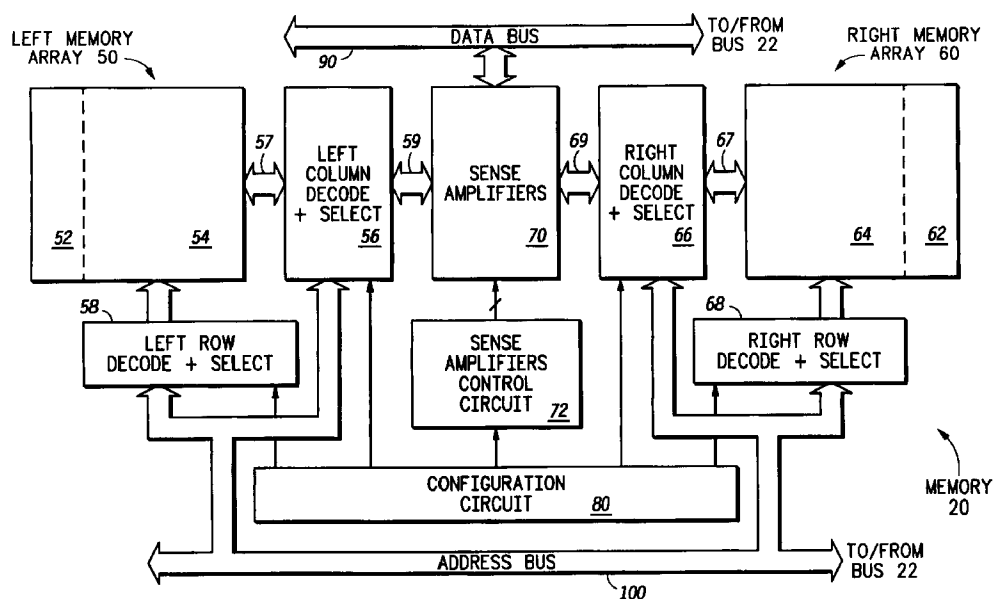 LEFT MEMORY
ARRAY 50
DATA BUS
90
TO/FROM
BUS 22
RIGHT MEMORY
ARRAY 60
52
54
57
LEFT
COLUMN
DECODE
+ SELECT
56
59
SENSE
AMPLIFIERS
70
69
RIGHT
COLUMN
DECODE
+ SELECT
66
67
64
62
58
LEFT ROW
DECODE + SELECT
SENSE
AMPLIFIERS
CONTROL
CIRCUIT
72
68
RIGHT ROW
DECODE + SELECT
CONFIGURATION
CIRCUIT
80
MEMORY
20
ADDRESS BUS
100
TO/FROM
BUS 22